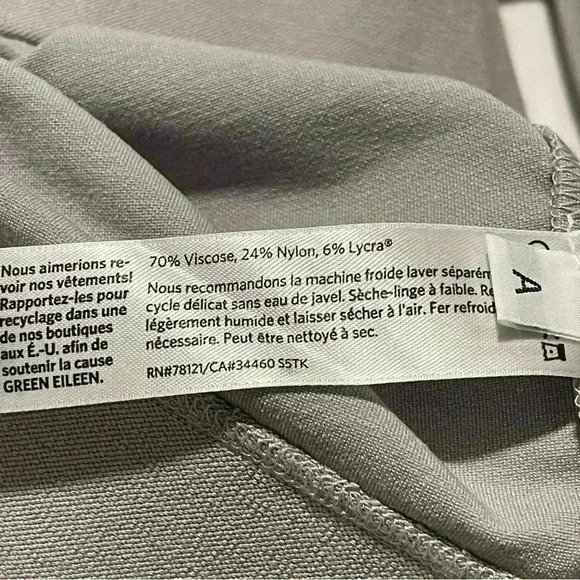 Nous aimerions re-
voir nos vêtements!
Rapportez-les pour
recyclage dans une
de nos boutiques
aux É.-U, afin de
soutenir la cause
GREEN EILEEN.
70% Viscose, 24% Nylon, 6% Lycra®
Nous recommandons la machine froide laver séparém
cycle délicat sans eau de javel. Sèche-linge à faible. Re
légèrement humide et laisser sécher à l'air. Fer refroid
nécessaire. Peut être nettoyé à sec.
RN#78121/CA#34460 S5TK
A